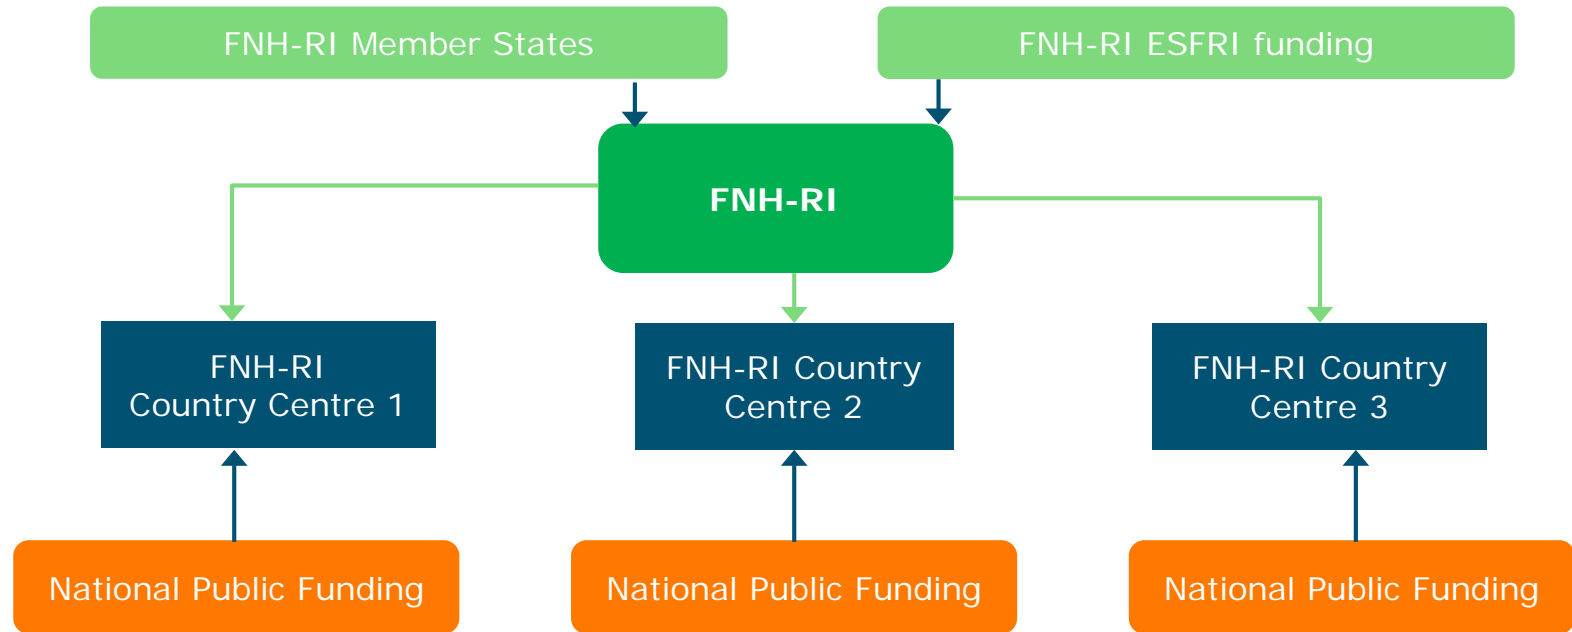 FNH-RI Member States
FNH-RI ESFRI funding
FNH-RI
FNH-RI
Country Centre 1
FNH-RI Country
Centre 2
FNH-RI Country
Centre 3
National Public Funding
National Public Funding
National Public Funding